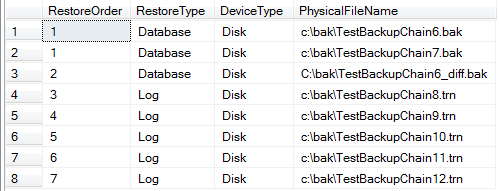 RestoreOrder RestoreType DeviceType PhysicalFileName
1 1 Database Disk c:\bak\TestBackupChain6.bak
2 1 Database Disk c:\bak\TestBackupChain7.bak
3 2 Database Disk C:\bak\TestBackupChain6_diff.bak
4 3 Log Disk c:\bak\TestBackupChain8.trn
5 4 Log Disk c:\bak\TestBackupChain9.trn
6 5 Log Disk c:\bak\TestBackupChain10.trn
7 6 Log Disk c:\bak\TestBackupChain11.trn
8 7 Log Disk c:\bak\TestBackupChain12.trn